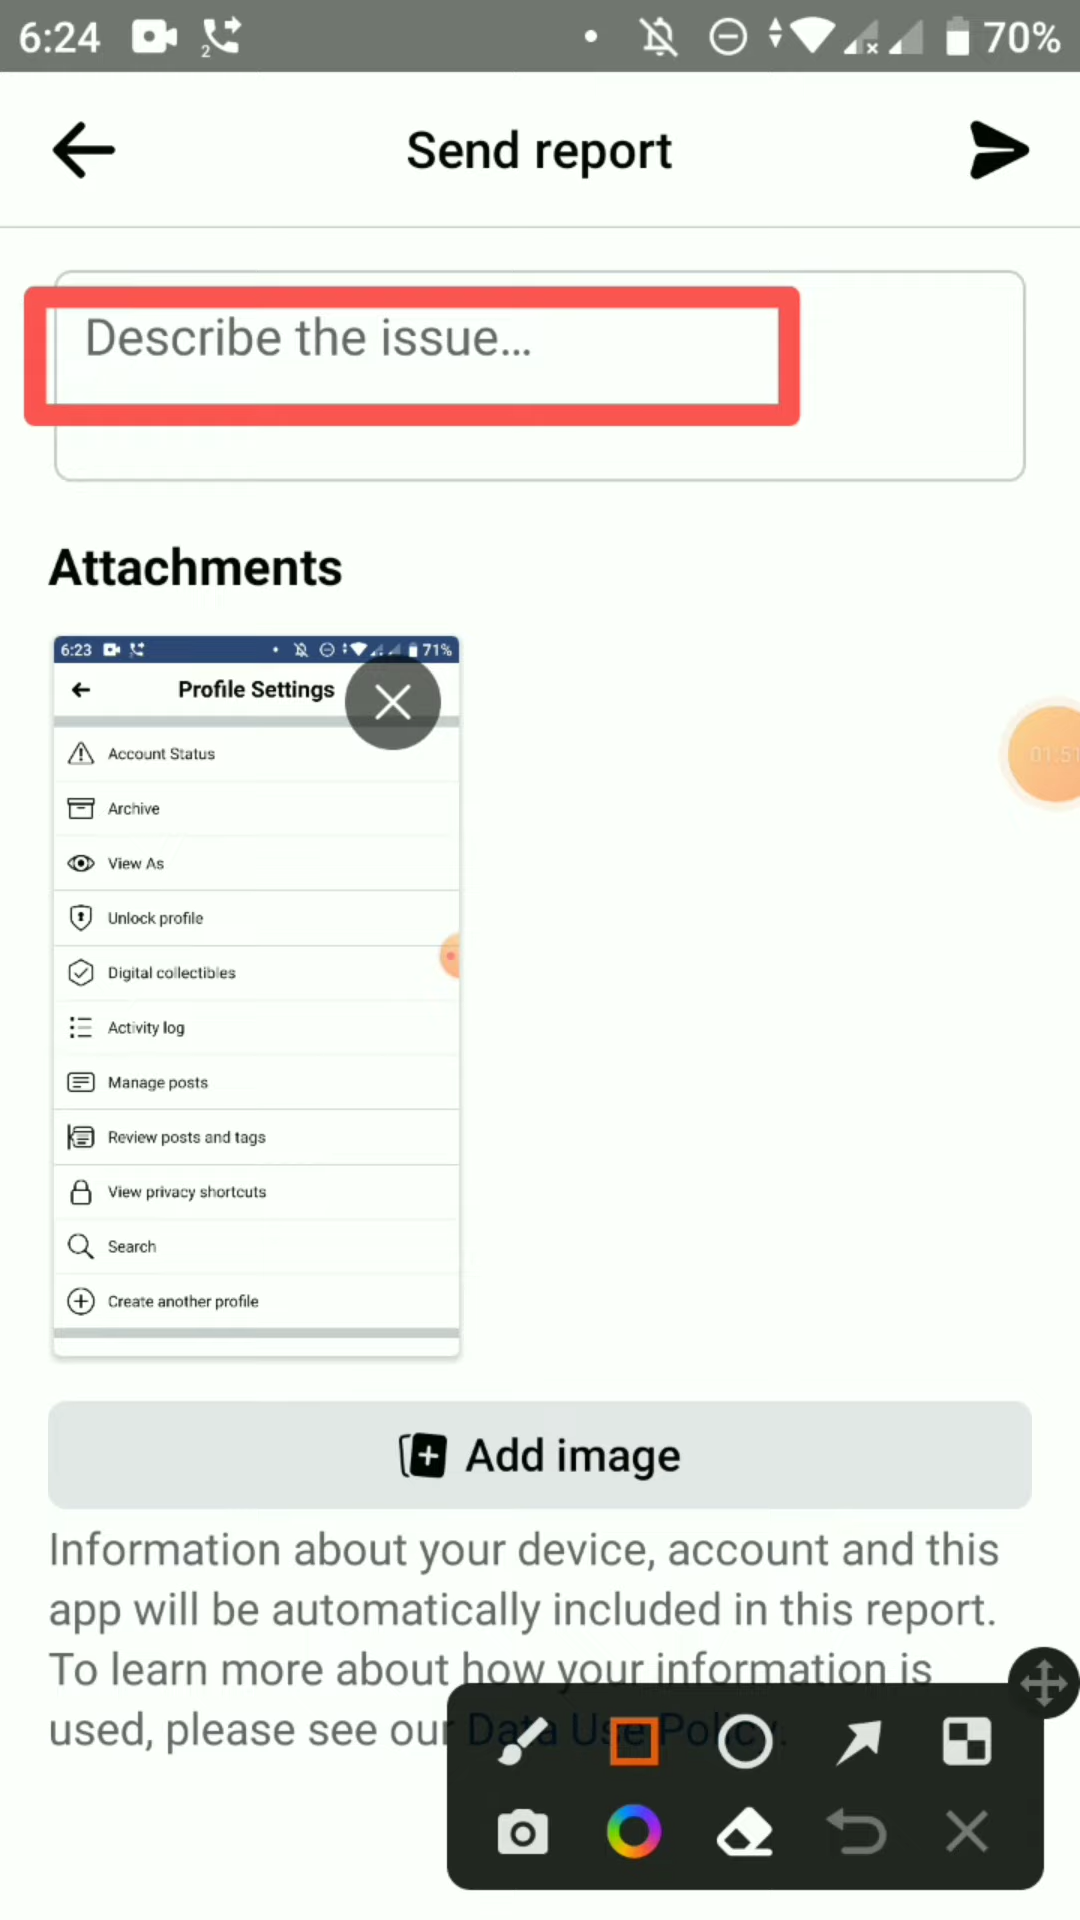 6:24
2
70%
Send report
Describe the issue...
Attachments
6:23
71%
Profile Settings
Account Status
Archive
View As
Unlock profile
Digital collectibles
Activity log
Manage posts
Review posts and tags
View privacy shortcuts
Search
Create another profile
01:51
Add image
Information about your device, account and this
app will be automatically included in this report.
To learn more about how your information is
used, please see our Data Use Policy.